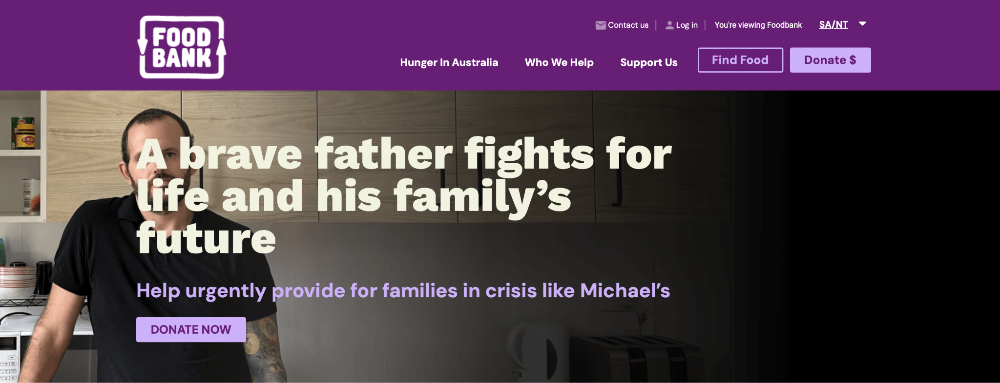 FOOD
BANK
Contact us
Log in
You're viewing Foodbank
SA/NT
Hunger In Australia
Who We Help
Support Us
Find Food
Donate $
A brave father fights for
life and his family’s
future
Help urgently provide for families in crisis like Michael’s
DONATE NOW